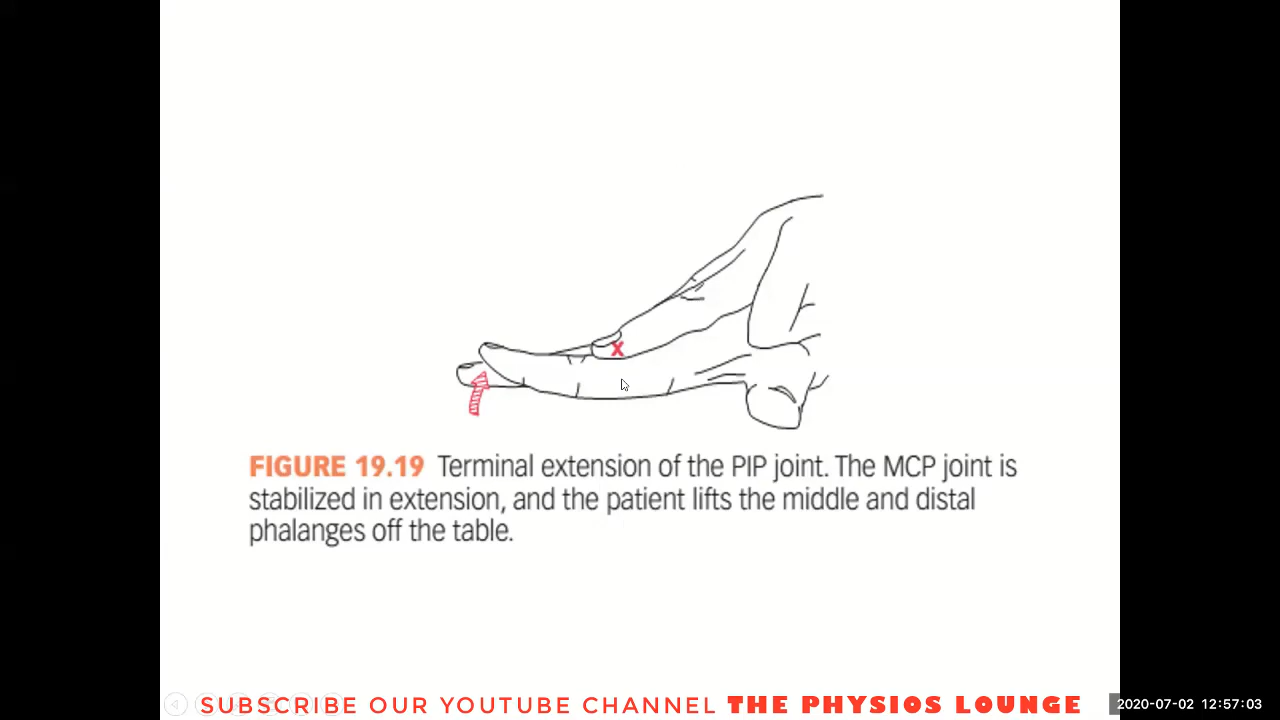 X
FIGURE 19.19 Terminal extension of the PIP joint. The MCP joint is
stabilized in extension, and the patient lifts the middle and distal
phalanges off the table.
SUBSCRIBE OUR YOUTUBE CHANNEL THE PHYSIOS LOUNGE
2020-07-02 12:57:03